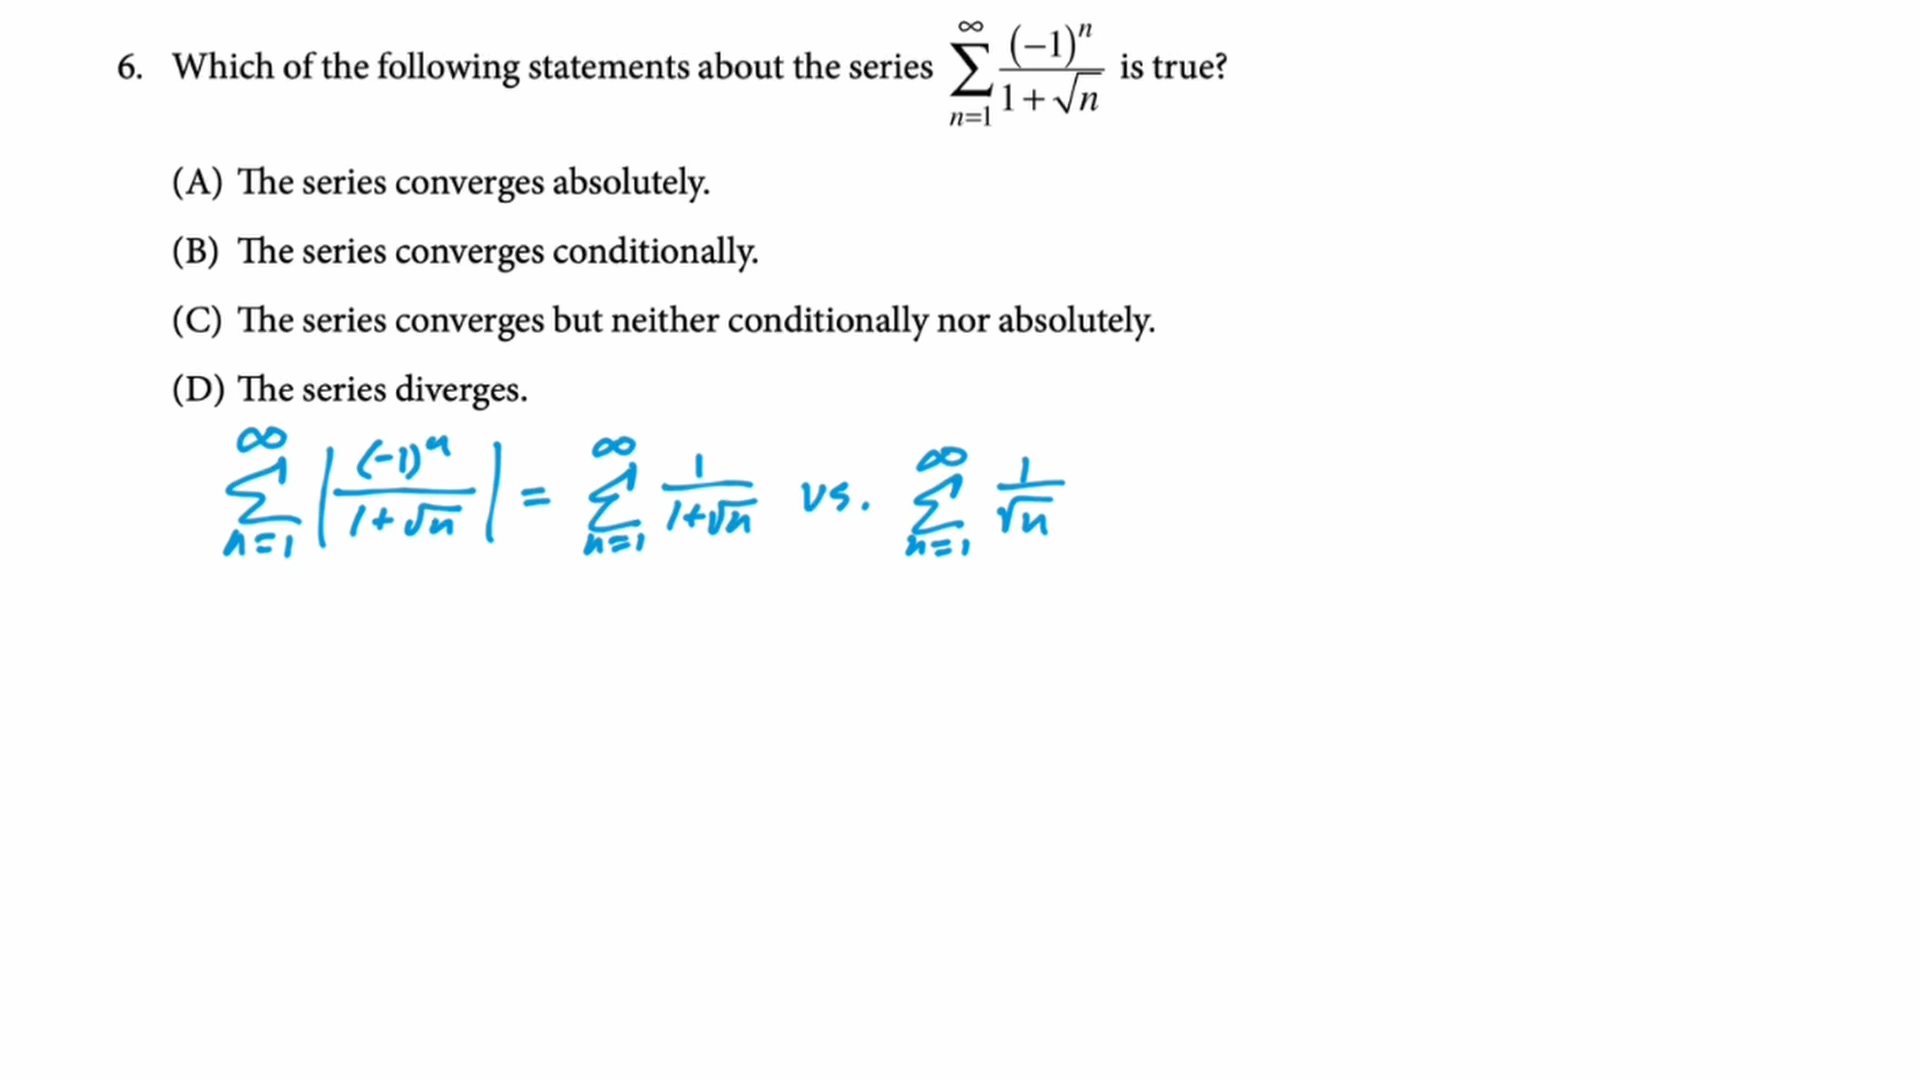 6. Which of the following statements about the series ∑_{n=1}^{∞} (−1)^n / (1+√n) is true?
(A) The series converges absolutely.
(B) The series converges conditionally.
(C) The series converges but neither conditionally nor absolutely.
(D) The series diverges.
∑_{n=1}^{∞} |(-1)^n / (1+√n)| = ∑_{n=1}^{∞} 1/(1+√n) vs. ∑_{n=1}^{∞} 1/√n